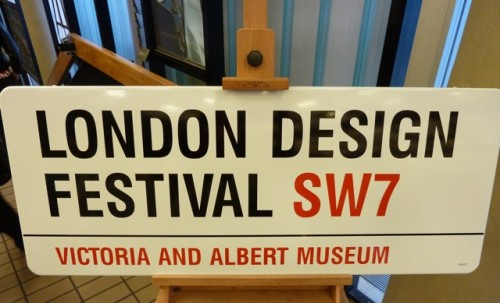 LONDON DESIGN
FESTIVAL SW7
VICTORIA AND ALBERT MUSEUM